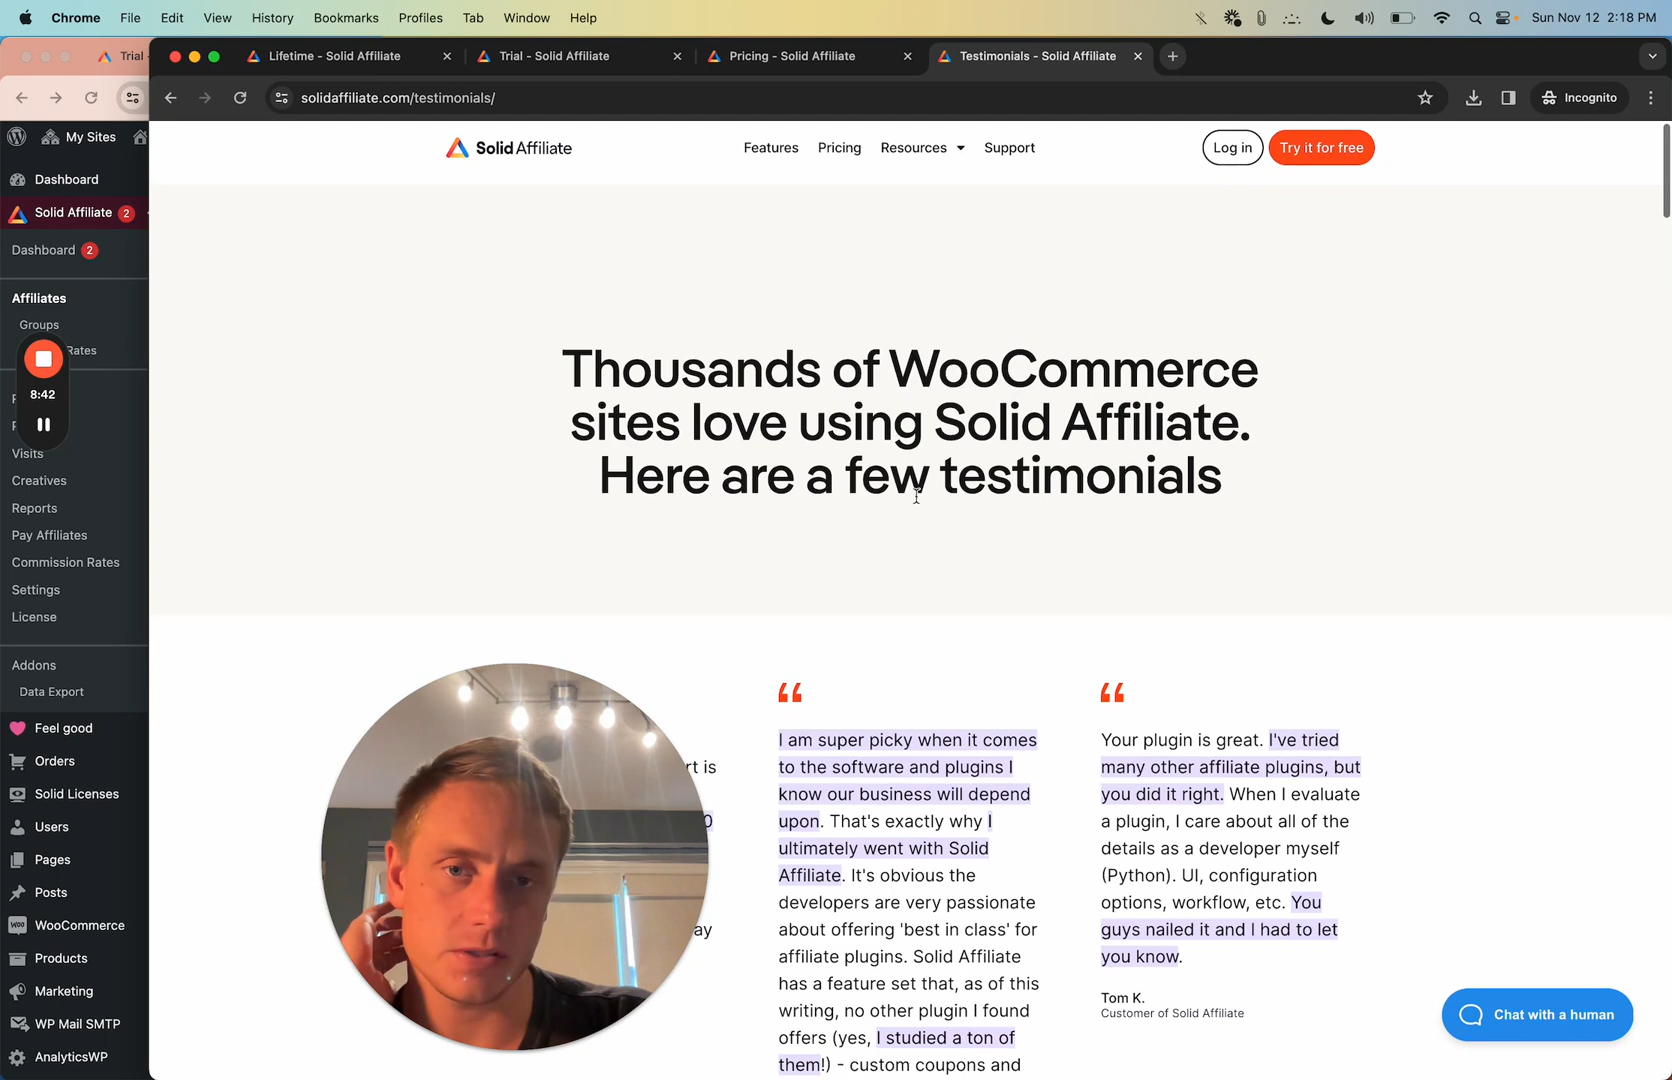 Chrome File Edit View History Bookmarks Profiles Tab Window Help Sun Nov 12 2:18 PM
Trial Lifetime - Solid Affiliate Trial - Solid Affiliate Pricing - Solid Affiliate Testimonials - Solid Affiliate
solidaffiliate.com/testimonials/ Incognito
My Sites
Dashboard
Solid Affiliate 2
Dashboard 2
Affiliates
Groups
Rates
8:42
Visits
Creatives
Reports
Pay Affiliates
Commission Rates
Settings
License
Addons
Data Export
Feel good
Orders
Solid Licenses
Users
Pages
Posts
WooCommerce
Products
Marketing
WP Mail SMTP
AnalyticsWP
Solid Affiliate Features Pricing Resources Support Log in Try it for free
Thousands of WooCommerce
sites love using Solid Affiliate.
Here are a few testimonials
rt is
0
ay
“
I am super picky when it comes
to the software and plugins I
know our business will depend
upon. That's exactly why I
ultimately went with Solid
Affiliate. It's obvious the
developers are very passionate
about offering 'best in class' for
affiliate plugins. Solid Affiliate
has a feature set that, as of this
writing, no other plugin I found
offers (yes, I studied a ton of
them!) - custom coupons and
“
Your plugin is great. I've tried
many other affiliate plugins, but
you did it right. When I evaluate
a plugin, I care about all of the
details as a developer myself
(Python). UI, configuration
options, workflow, etc. You
guys nailed it and I had to let
you know.
Tom K.
Customer of Solid Affiliate
Chat with a human